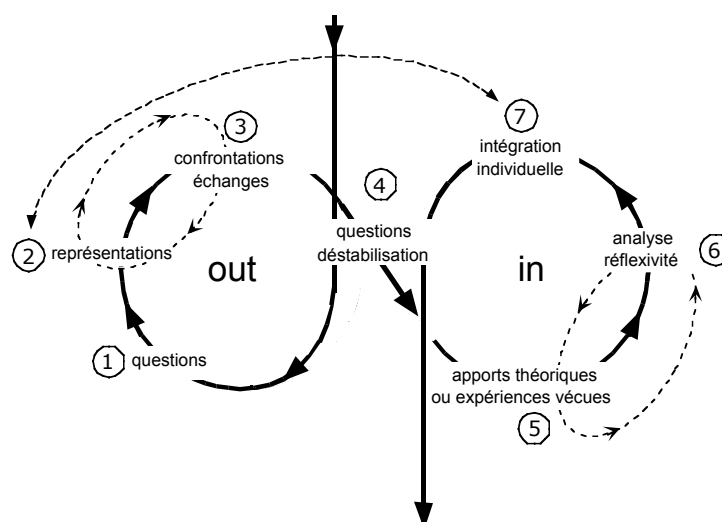 7
intégration
individuelle
3
confrontations
échanges
4
questions
déstabilisation
2 représentations
out
in
analyse
réflexivité
6
1 questions
apports théoriques
ou expériences vécues
5